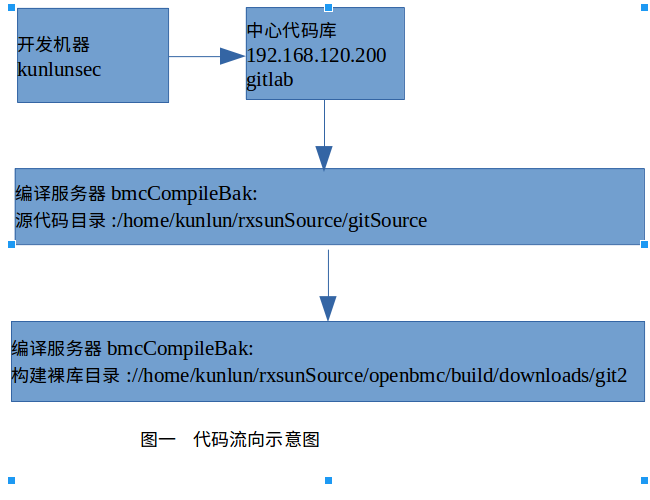 开发机器
kunlunsec
中心代码库
192.168.120.200
gitlab
编译服务器 bmcCompileBak:
源代码目录 :/home/kunlun/rxsunSource/gitSource
编译服务器 bmcCompileBak:
构建裸库目录 ://home/kunlun/rxsunSource/openbmc/build/downloads/git2
图一 代码流向示意图